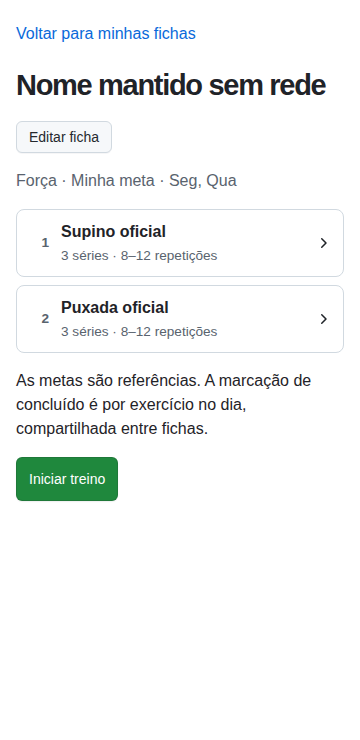 Voltar para minhas fichas
Nome mantido sem rede
Editar ficha
Força · Minha meta · Seg, Qua
1
Supino oficial
3 séries · 8–12 repetições
2
Puxada oficial
3 séries · 8–12 repetições
As metas são referências. A marcação de
concluído é por exercício no dia,
compartilhada entre fichas.
Iniciar treino